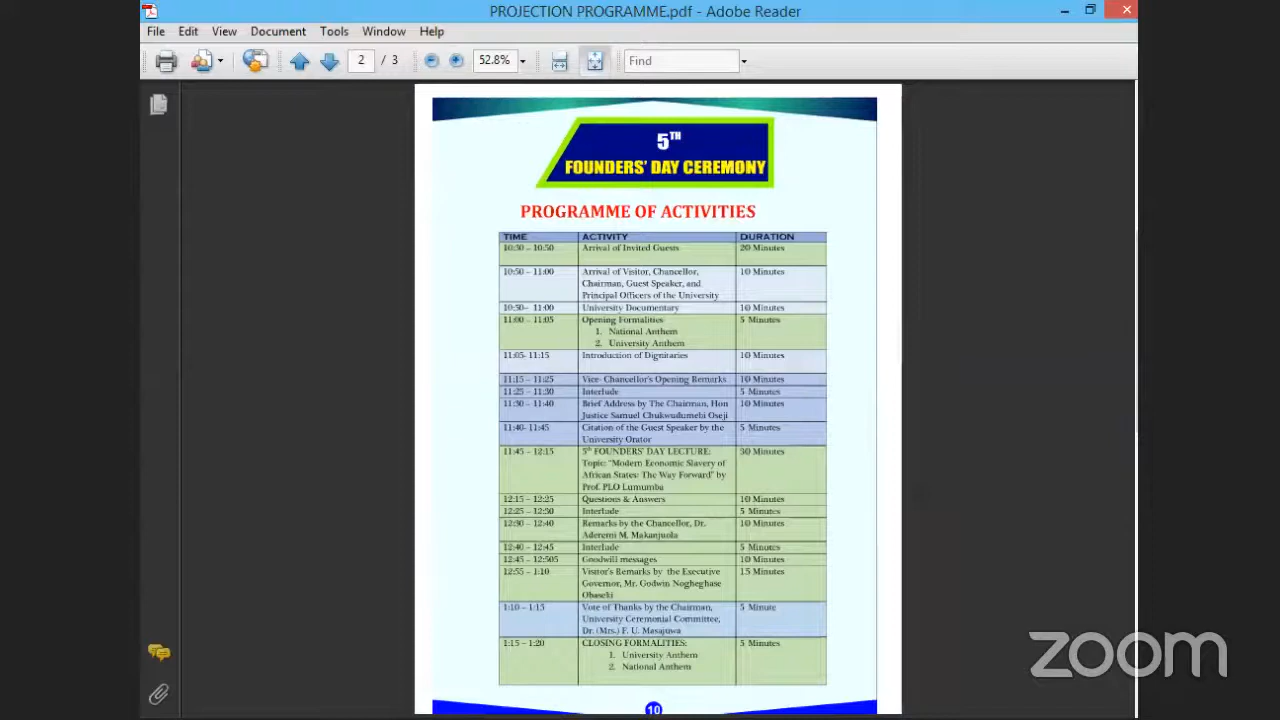 PROJECTION PROGRAMME.pdf - Adobe Reader
File Edit View Document Tools Window Help
2 / 3 52.8% Find
5TH
FOUNDERS' DAY CEREMONY
PROGRAMME OF ACTIVITIES
TIME ACTIVITY DURATION
10:30 – 10:50 Arrival of Invited Guests 20 Minutes
10:50 – 11:00 Arrival of Visitor, Chancellor, 10 Minutes
Chairman, Guest Speaker, and
Principal Officers of the University
10:50– 11:00 University Documentary 10 Minutes
11:00 – 11:05 Opening Formalities 5 Minutes
1. National Anthem
2. University Anthem
11:05- 11:15 Introduction of Dignitaries 10 Minutes
11:15 – 11:25 Vice- Chancellor's Opening Remarks 10 Minutes
11:25 – 11:30 Interlude 5 Minutes
11:30 – 11:40 Brief Address by The Chairman, Hon 10 Minutes
Justice Samuel Chukwudumebi Oseji
11:40- 11:45 Citation of the Guest Speaker by the 5 Minutes
University Orator
11:45 – 12:15 5th FOUNDERS' DAY LECTURE: 30 Minutes
Topic: "Modern Economic Slavery of
African States: The Way Forward" by
Prof. PLO Lumumba
12:15 – 12:25 Questions & Answers 10 Minutes
12:25 – 12:30 Interlude 5 Minutes
12:30 – 12:40 Remarks by the Chancellor, Dr. 10 Minutes
Aderemi M. Makanjuola
12:40 – 12:45 Interlude 5 Minutes
12:45 – 12:505 Goodwill messages 10 Minutes
12:55 – 1:10 Visitor's Remarks by the Executive 15 Minutes
Governor, Mr. Godwin Nogheghase
Obaseki
1:10 – 1:15 Vote of Thanks by the Chairman, 5 Minute
University Ceremonial Committee,
Dr. (Mrs.) F. U. Masajuwa
1:15 – 1:20 CLOSING FORMALITIES: 5 Minutes
1. University Anthem
2. National Anthem
10
zoom